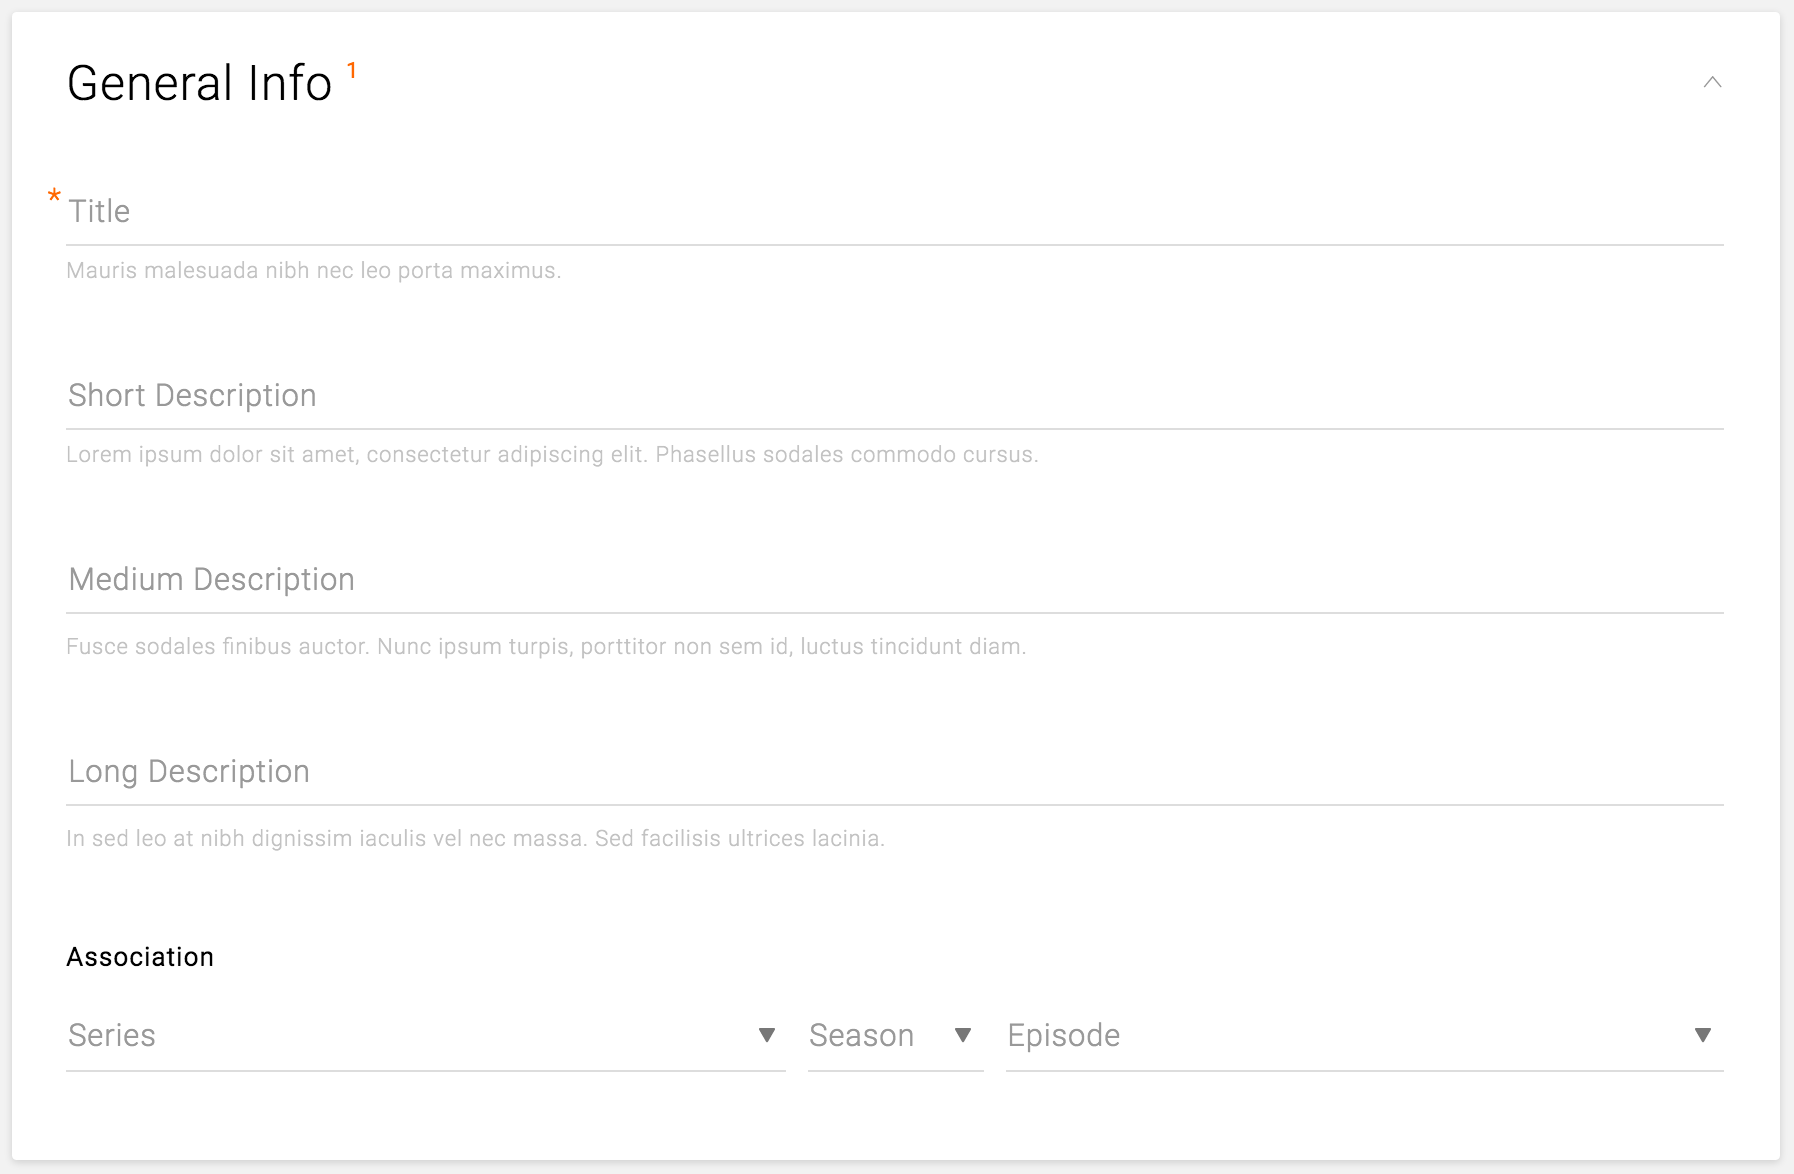 General Info 1
* Title
Mauris malesuada nibh nec leo porta maximus.
Short Description
Lorem ipsum dolor sit amet, consectetur adipiscing elit. Phasellus sodales commodo cursus.
Medium Description
Fusce sodales finibus auctor. Nunc ipsum turpis, porttitor non sem id, luctus tincidunt diam.
Long Description
In sed leo at nibh dignissim iaculis vel nec massa. Sed facilisis ultrices lacinia.
Association
Series Season Episode